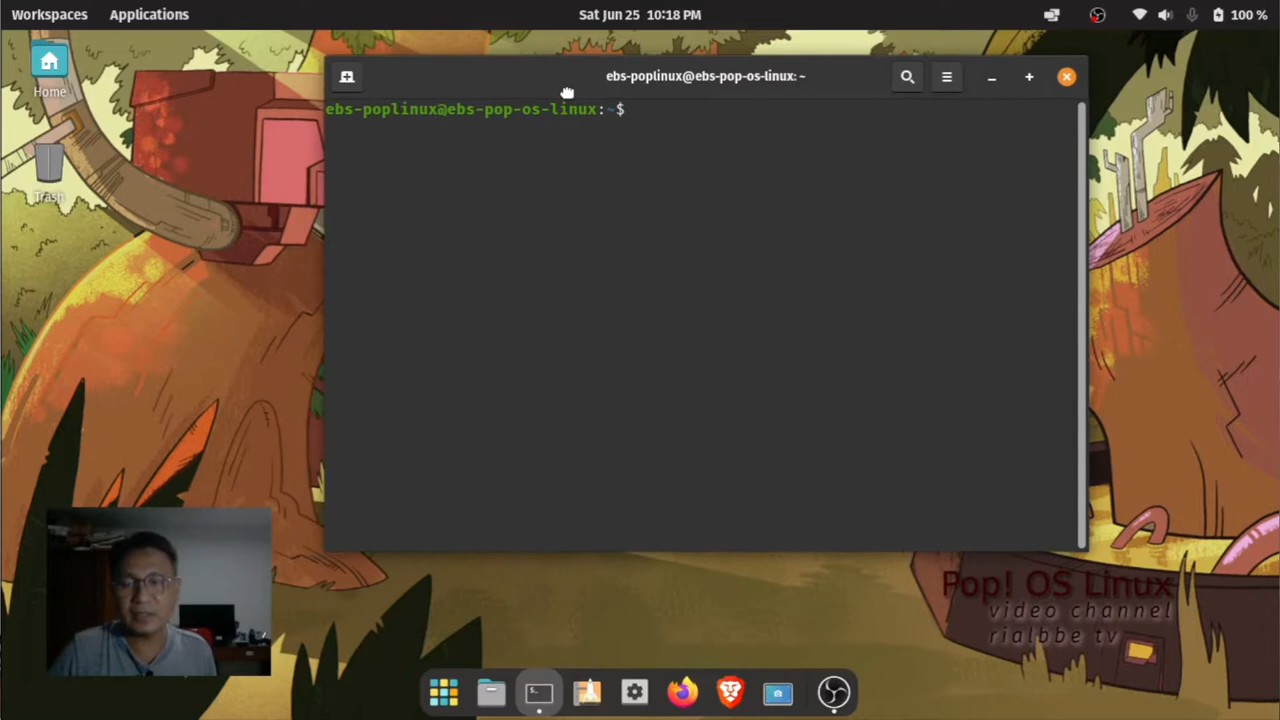 Workspaces Applications Sat Jun 25 10:18 PM 100 %
Home
Trash
ebs-poplinux@ebs-pop-os-linux: ~
ebs-poplinux@ebs-pop-os-linux:~$
Pop! OS Linux
video channel
rialbbe tv